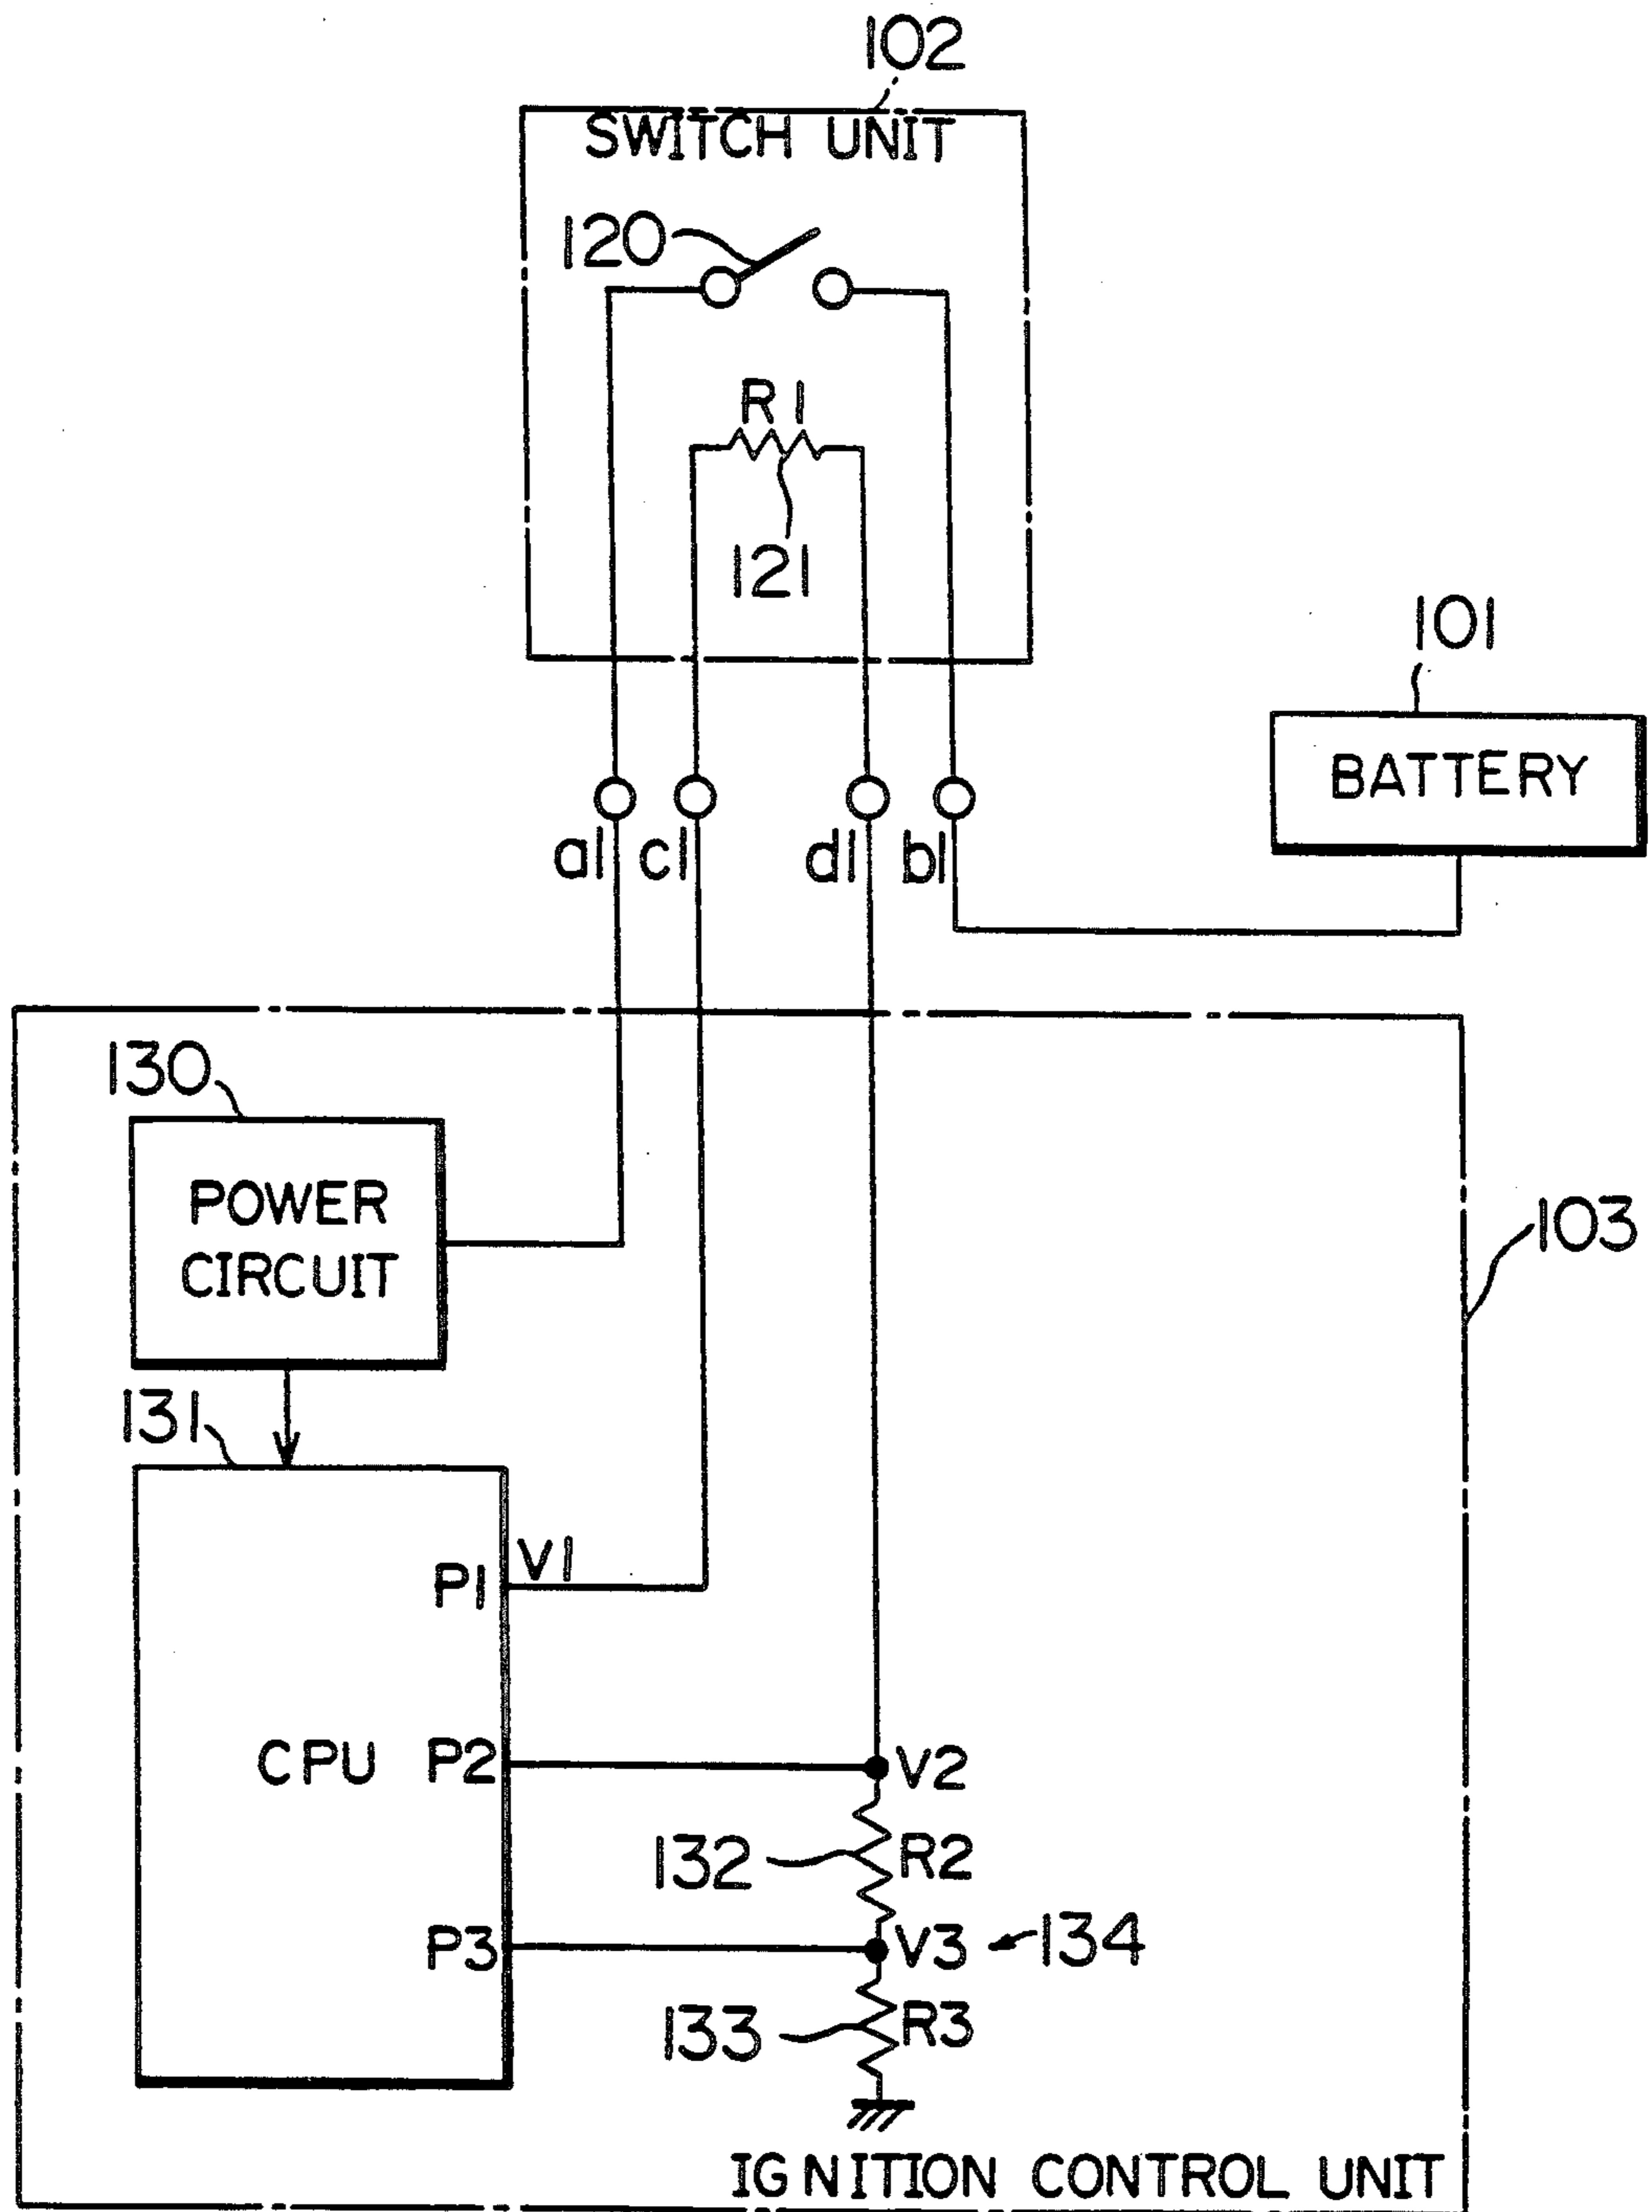 102
SWITCH UNIT
120
R1
121
101
BATTERY
a1 c1 d1 b1
130
POWER
CIRCUIT
103
131
V1
P1
CPU P2 V2
132 R2
P3 V3 134
133 R3
IGNITION CONTROL UNIT